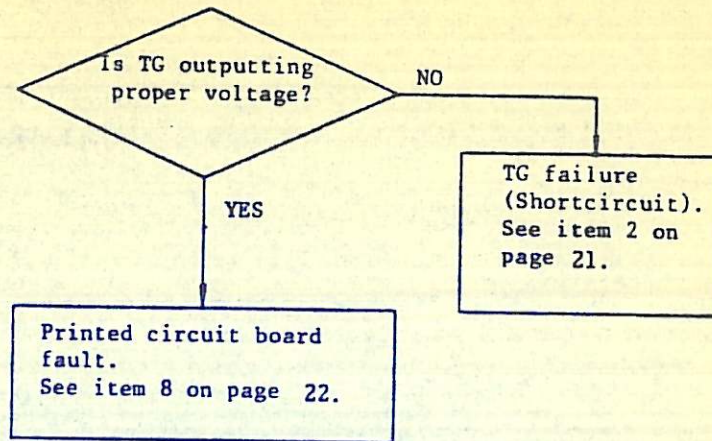 Is TG outputting
proper voltage?
NO
YES
TG failure
(Shortcircuit).
See item 2 on
page 21.
Printed circuit board
fault.
See item 8 on page 22.